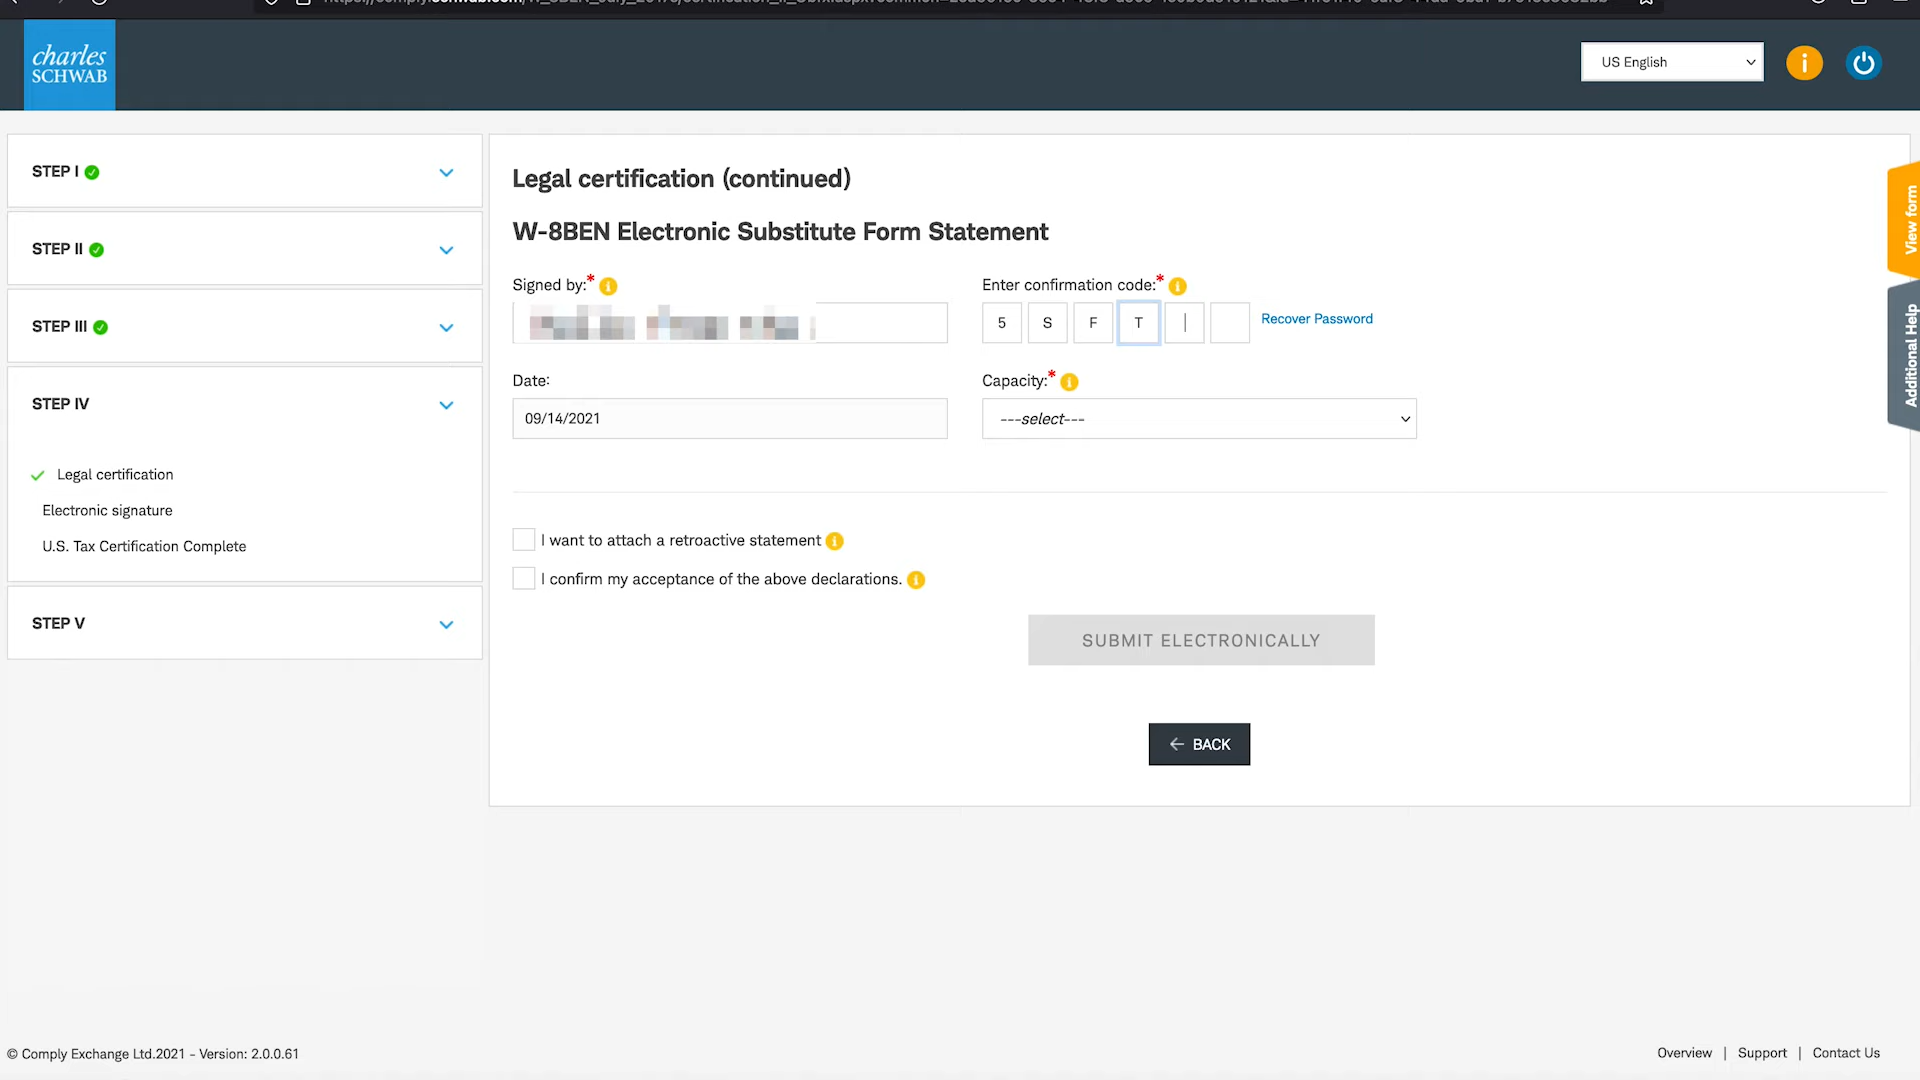 charles
SCHWAB
US English
STEP I
STEP II
STEP III
STEP IV
Legal certification
Electronic signature
U.S. Tax Certification Complete
STEP V
Legal certification (continued)
W-8BEN Electronic Substitute Form Statement
Signed by:*
Enter confirmation code:*
5 S F T
Recover Password
Date:
Capacity:*
09/14/2021
---select---
I want to attach a retroactive statement
I confirm my acceptance of the above declarations.
SUBMIT ELECTRONICALLY
← BACK
View form
Additional Help
© Comply Exchange Ltd.2021 - Version: 2.0.0.61
Overview | Support | Contact Us